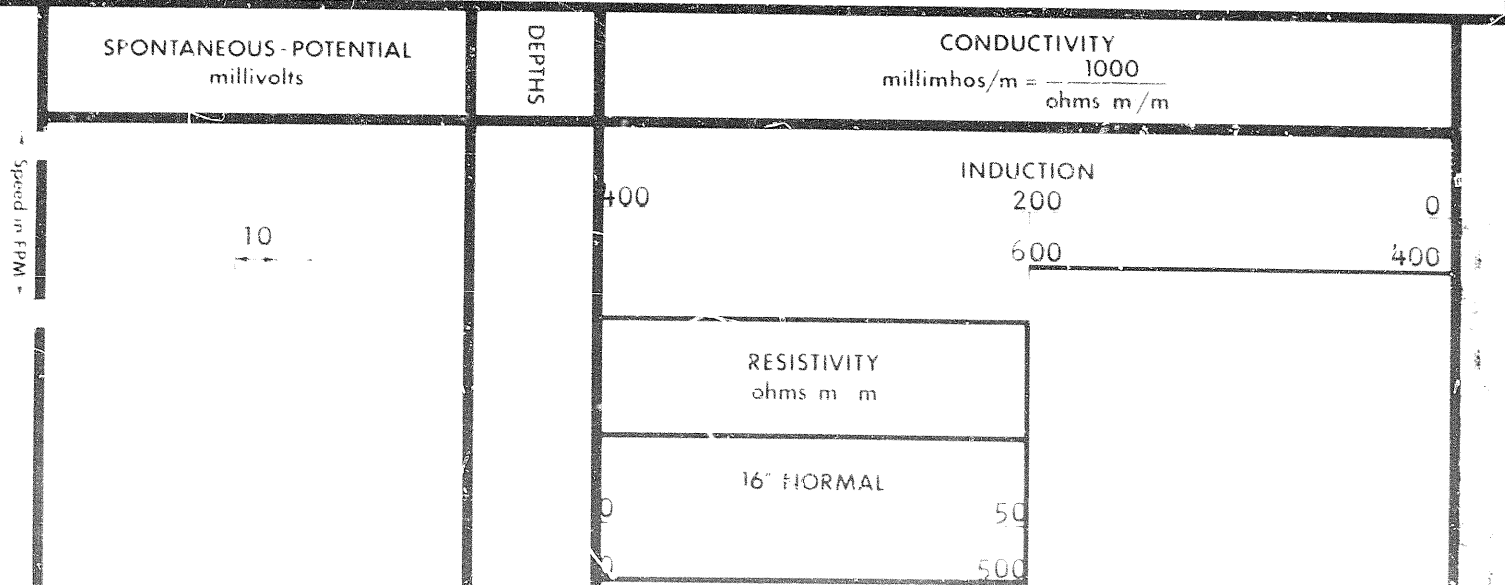 SPONTANEOUS - POTENTIAL
millivolts
DEPTHS
CONDUCTIVITY
millimhos/m = 1000
ohms m/m
Speed in FPM
10
INDUCTION
400 200 0
600 400
RESISTIVITY
ohms m m
16" NORMAL
0 50
0 500